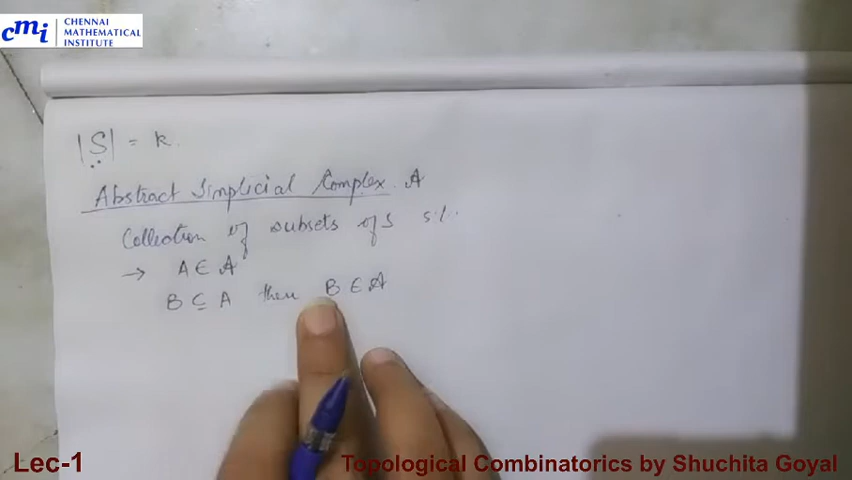 cmi CHENNAI
MATHEMATICAL
INSTITUTE
|S| = k.
Abstract Simplicial Complex. 𝔸
Collection of subsets of S s.t.
→ A ∈ 𝔸
B ⊆ A then B ∈ 𝔸
Lec-1
Topological Combinatorics by Shuchita Goyal